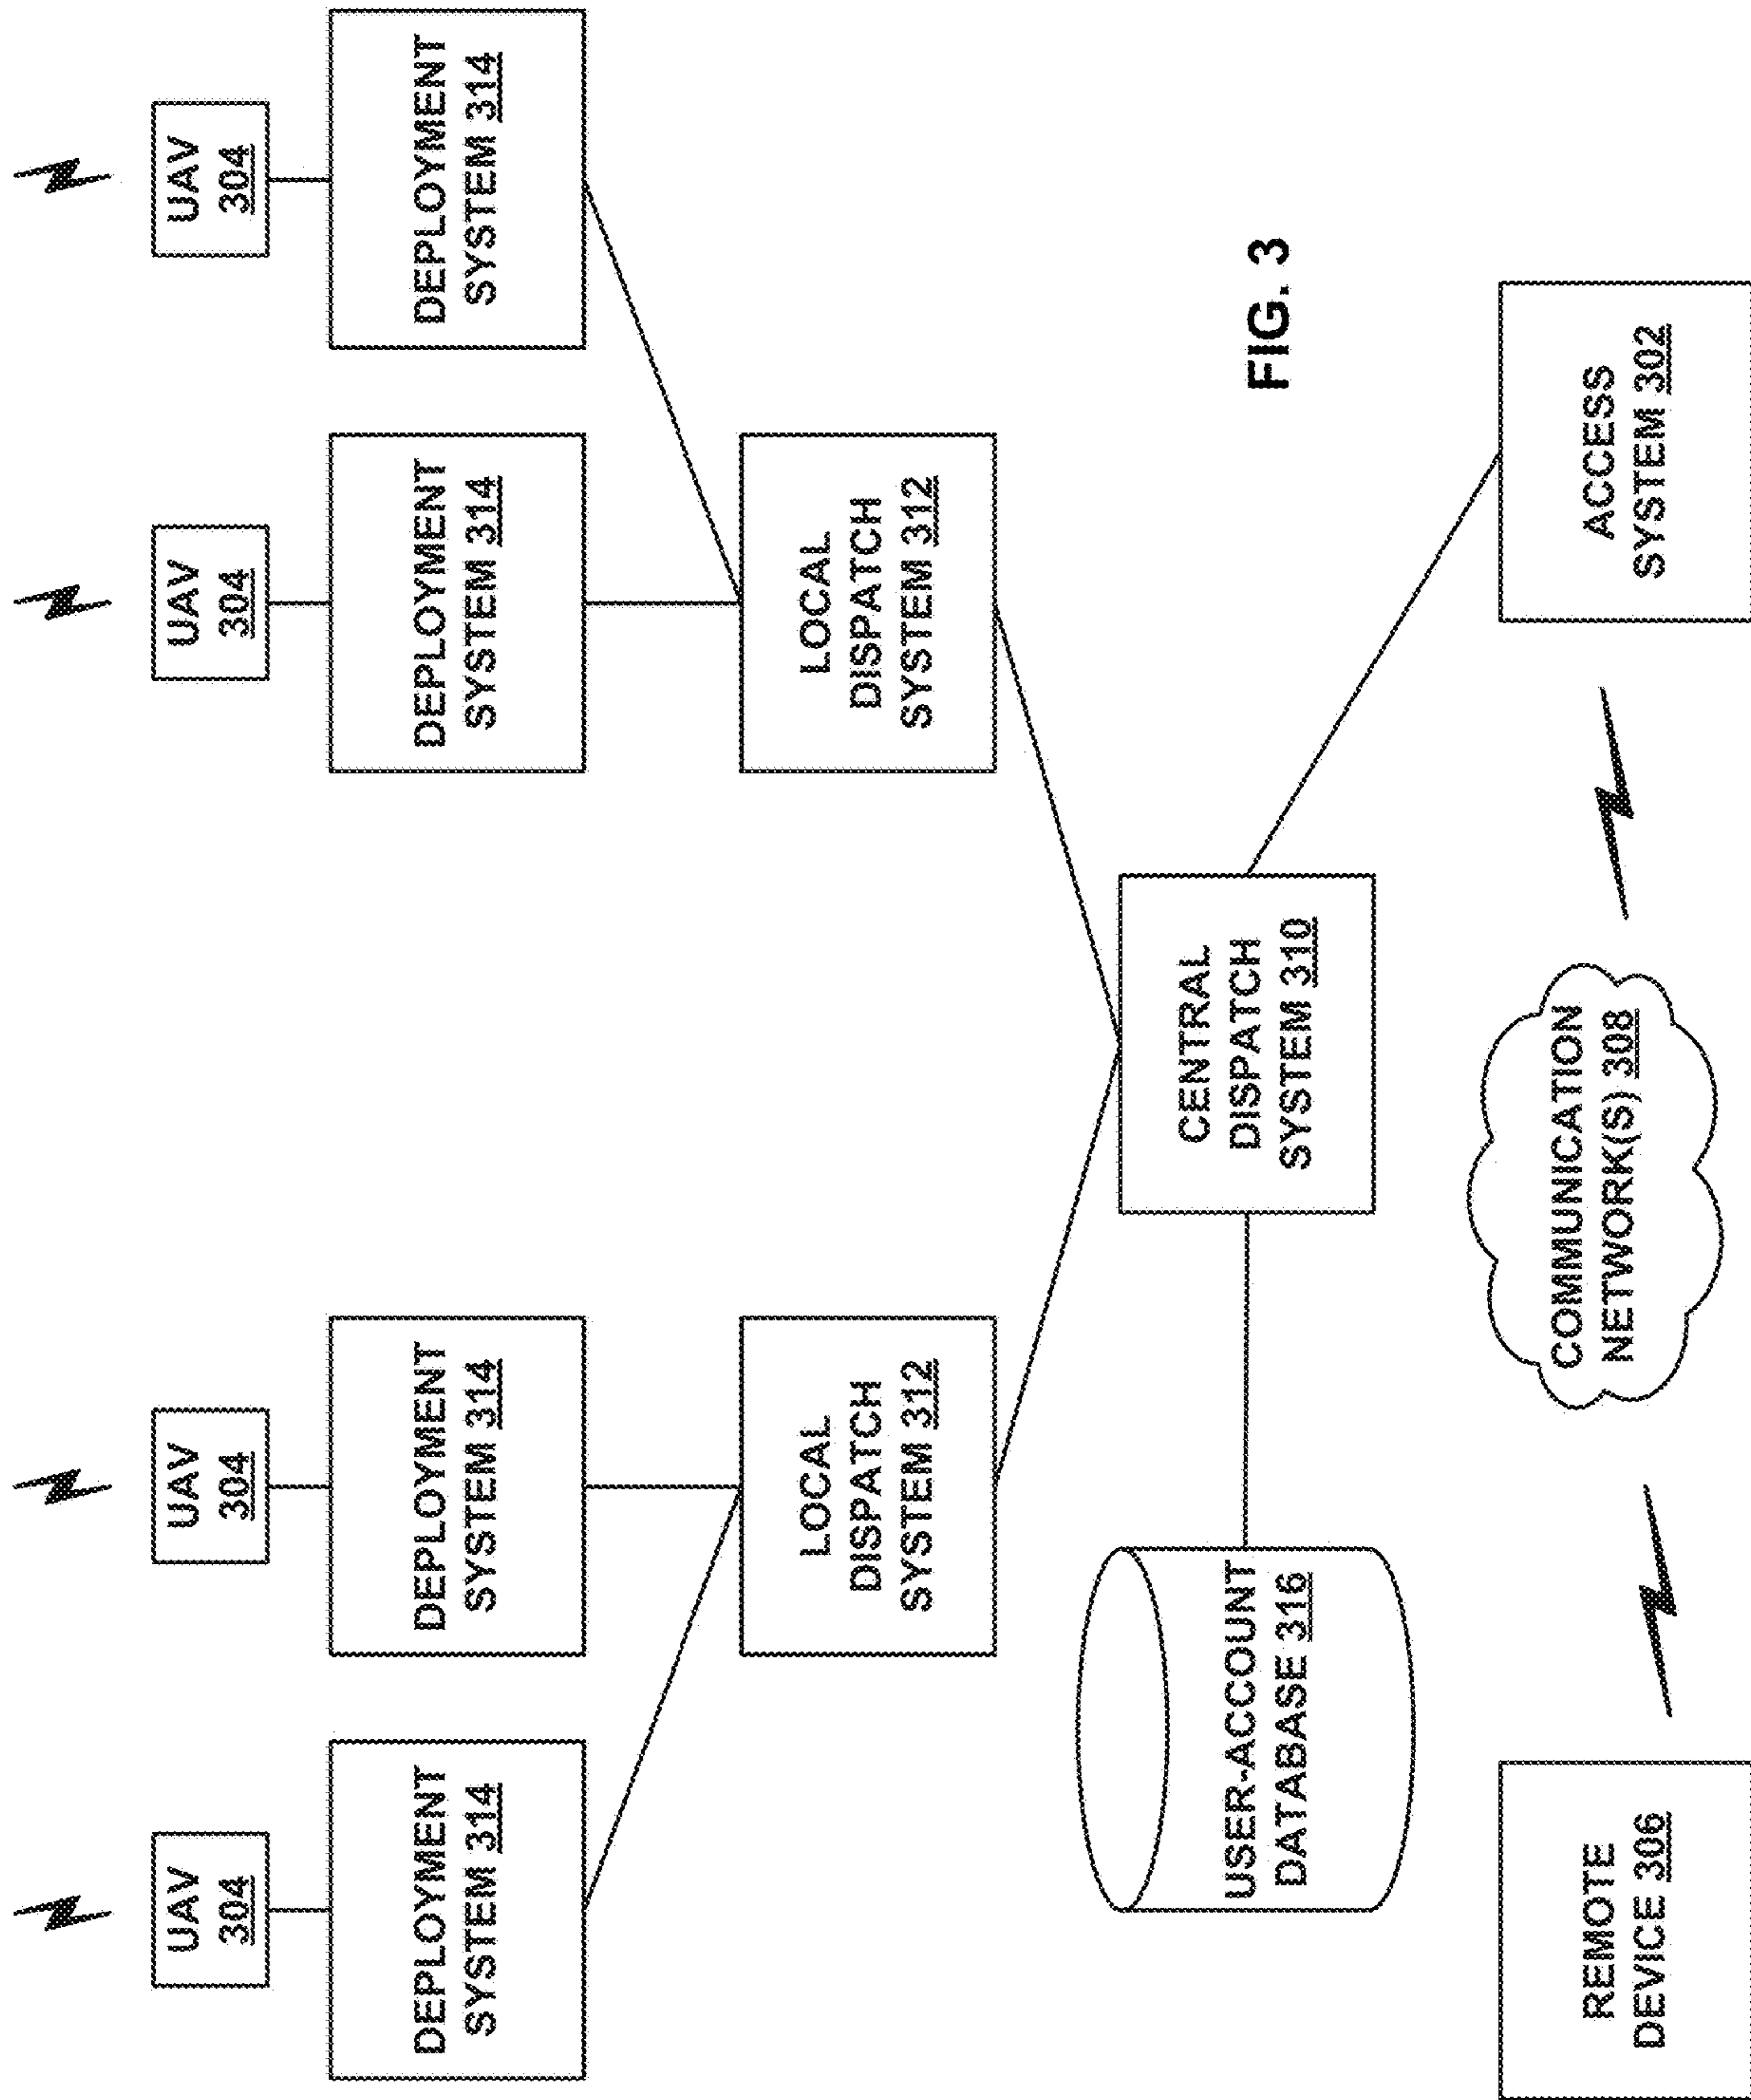 UAV
304
UAV
304
UAV
304
UAV
304
DEPLOYMENT
SYSTEM 314
DEPLOYMENT
SYSTEM 314
DEPLOYMENT
SYSTEM 314
DEPLOYMENT
SYSTEM 314
LOCAL
DISPATCH
SYSTEM 312
LOCAL
DISPATCH
SYSTEM 312
USER-ACCOUNT
DATABASE 316
CENTRAL
DISPATCH
SYSTEM 310
FIG. 3
REMOTE
DEVICE 306
COMMUNICATION
NETWORK(S) 308
ACCESS
SYSTEM 302